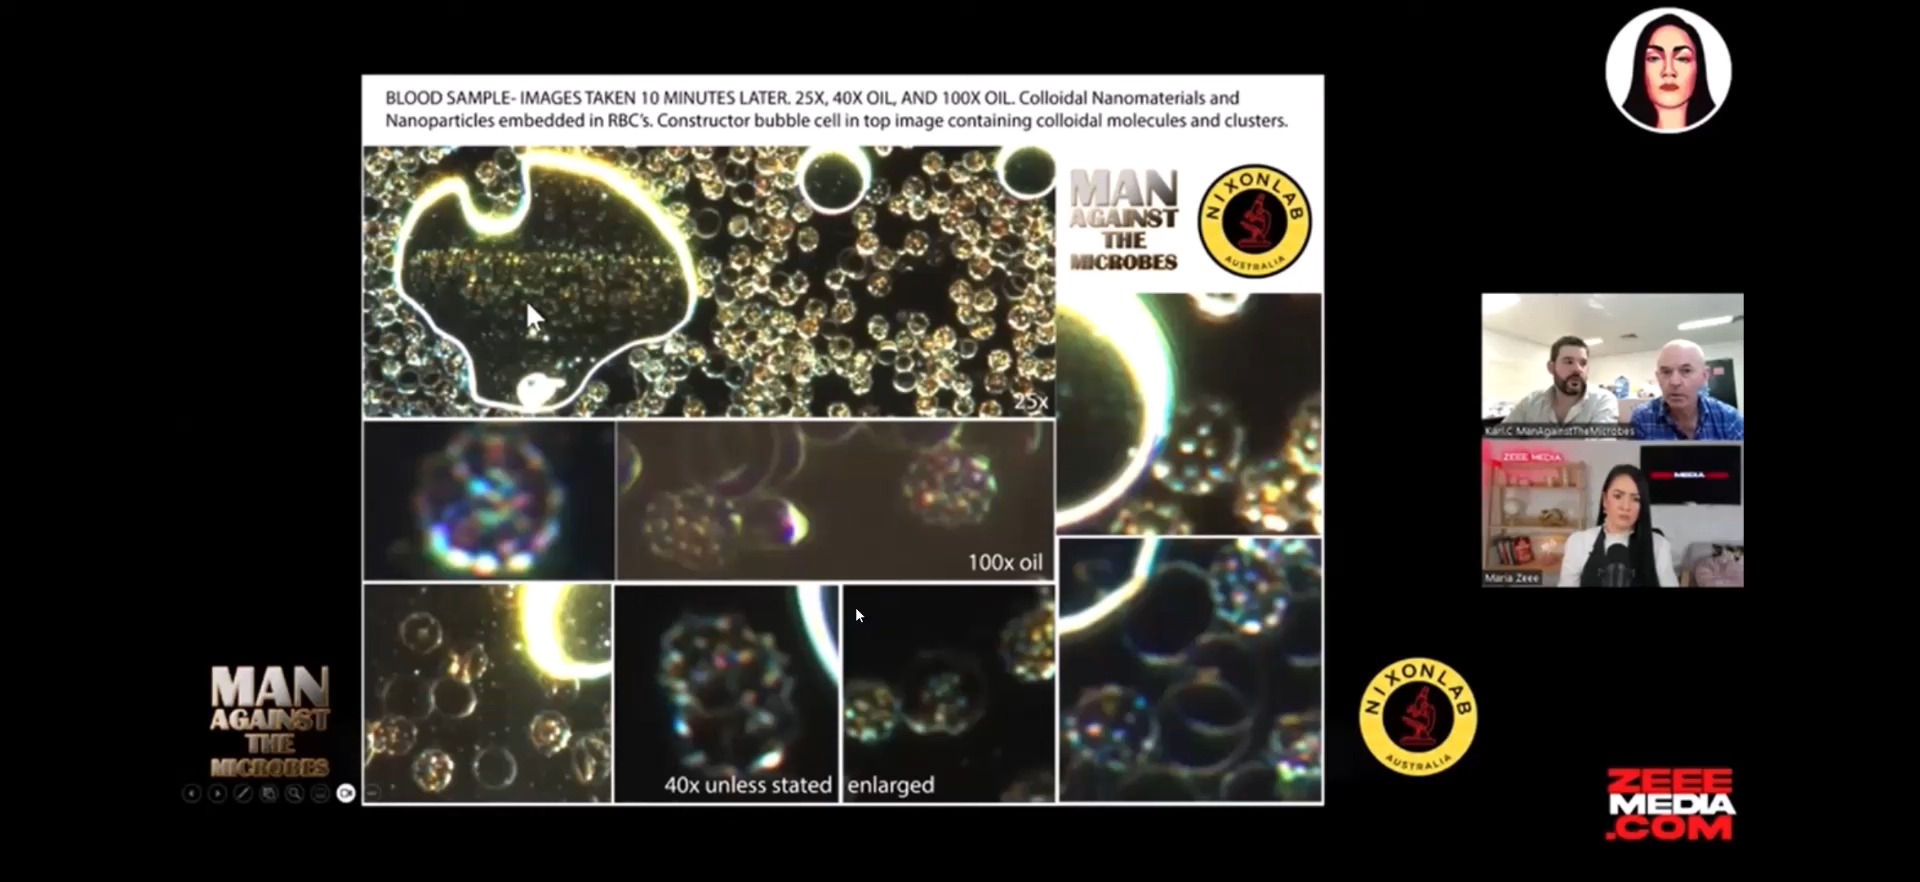 BLOOD SAMPLE- IMAGES TAKEN 10 MINUTES LATER. 25X, 40X OIL, AND 100X OIL. Colloidal Nanomaterials and
Nanoparticles embedded in RBC's. Constructor bubble cell in top image containing colloidal molecules and clusters.
MAN
AGAINST
THE
MICROBES
NIXONLAB
AUSTRALIA
25x
100x oil
40x unless stated
enlarged
Karl.C ManAgainstTheMicrobes
ZEEE MEDIA
MEDIA
Maria Zeee
MAN
AGAINST
THE
MICROBES
NIXONLAB
AUSTRALIA
ZEEE
MEDIA
.COM